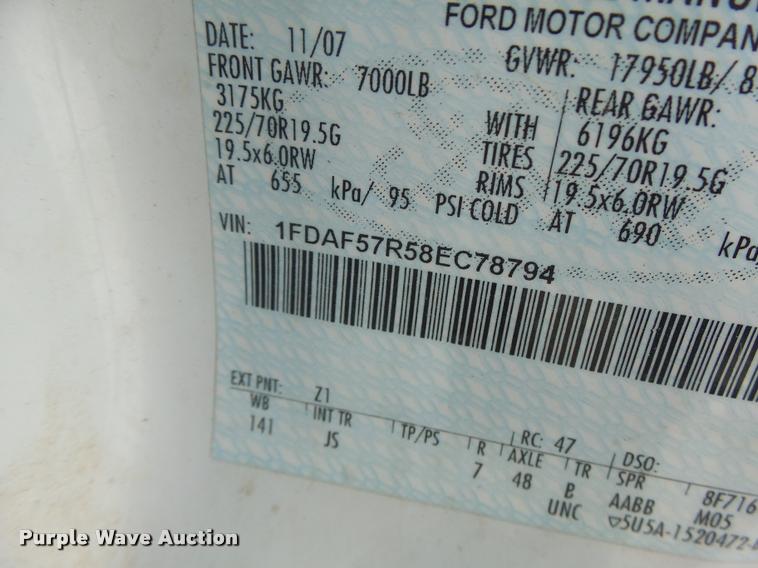 FORD MOTOR COMPAN
DATE: 11/07
GVWR: 17950LB/ 8
FRONT GAWR: 7000LB
REAR GAWR:
3175KG
WITH 6196KG
225/70R19.5G
TIRES 225/70R19.5G
19.5x6.0RW
RIMS 19.5x6.0RW
AT 655 kPa/ 95 PSI COLD AT 690 kPa
VIN: 1FDAF57R58EC78794
EXT PNT: Z1
RC: 47 DSO:
WB INT TR TP/PS R AXLE TR SPR 8F716
141 JS 7 48 B AABB M05
UNC ▽5U5A-1520472-
Purple Wave Auction